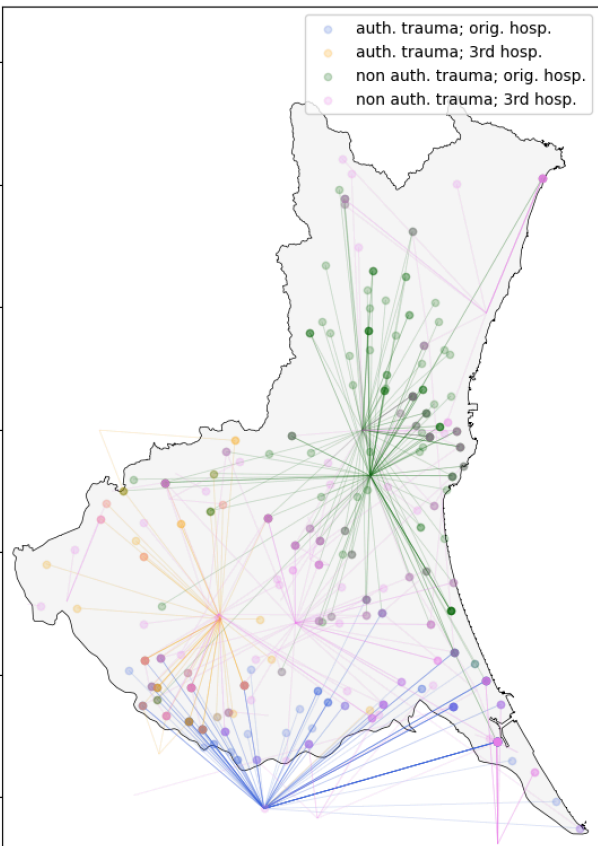 auth. trauma; orig. hosp.
auth. trauma; 3rd hosp.
non auth. trauma; orig. hosp.
non auth. trauma; 3rd hosp.